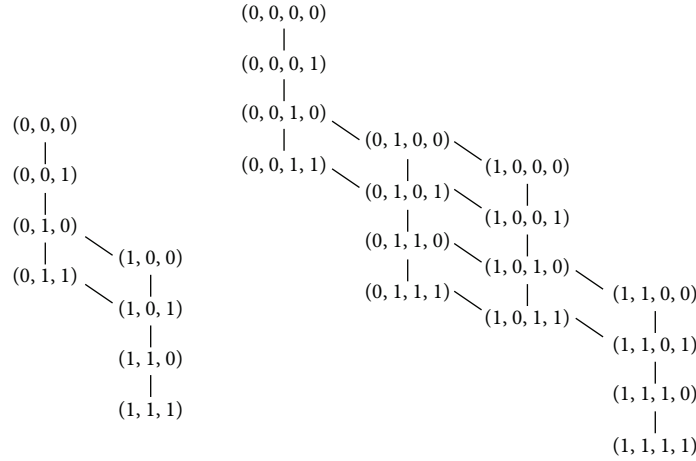 (0, 0, 0, 0)
(0, 0, 0, 1)
(0, 0, 1, 0)
(0, 0, 1, 1)
(0, 1, 0, 0)
(0, 1, 0, 1)
(0, 1, 1, 0)
(0, 1, 1, 1)
(1, 0, 0, 0)
(1, 0, 0, 1)
(1, 0, 1, 0)
(1, 0, 1, 1)
(1, 1, 0, 0)
(1, 1, 0, 1)
(1, 1, 1, 0)
(1, 1, 1, 1)
(0, 0, 0)
(0, 0, 1)
(0, 1, 0)
(0, 1, 1)
(1, 0, 0)
(1, 0, 1)
(1, 1, 0)
(1, 1, 1)